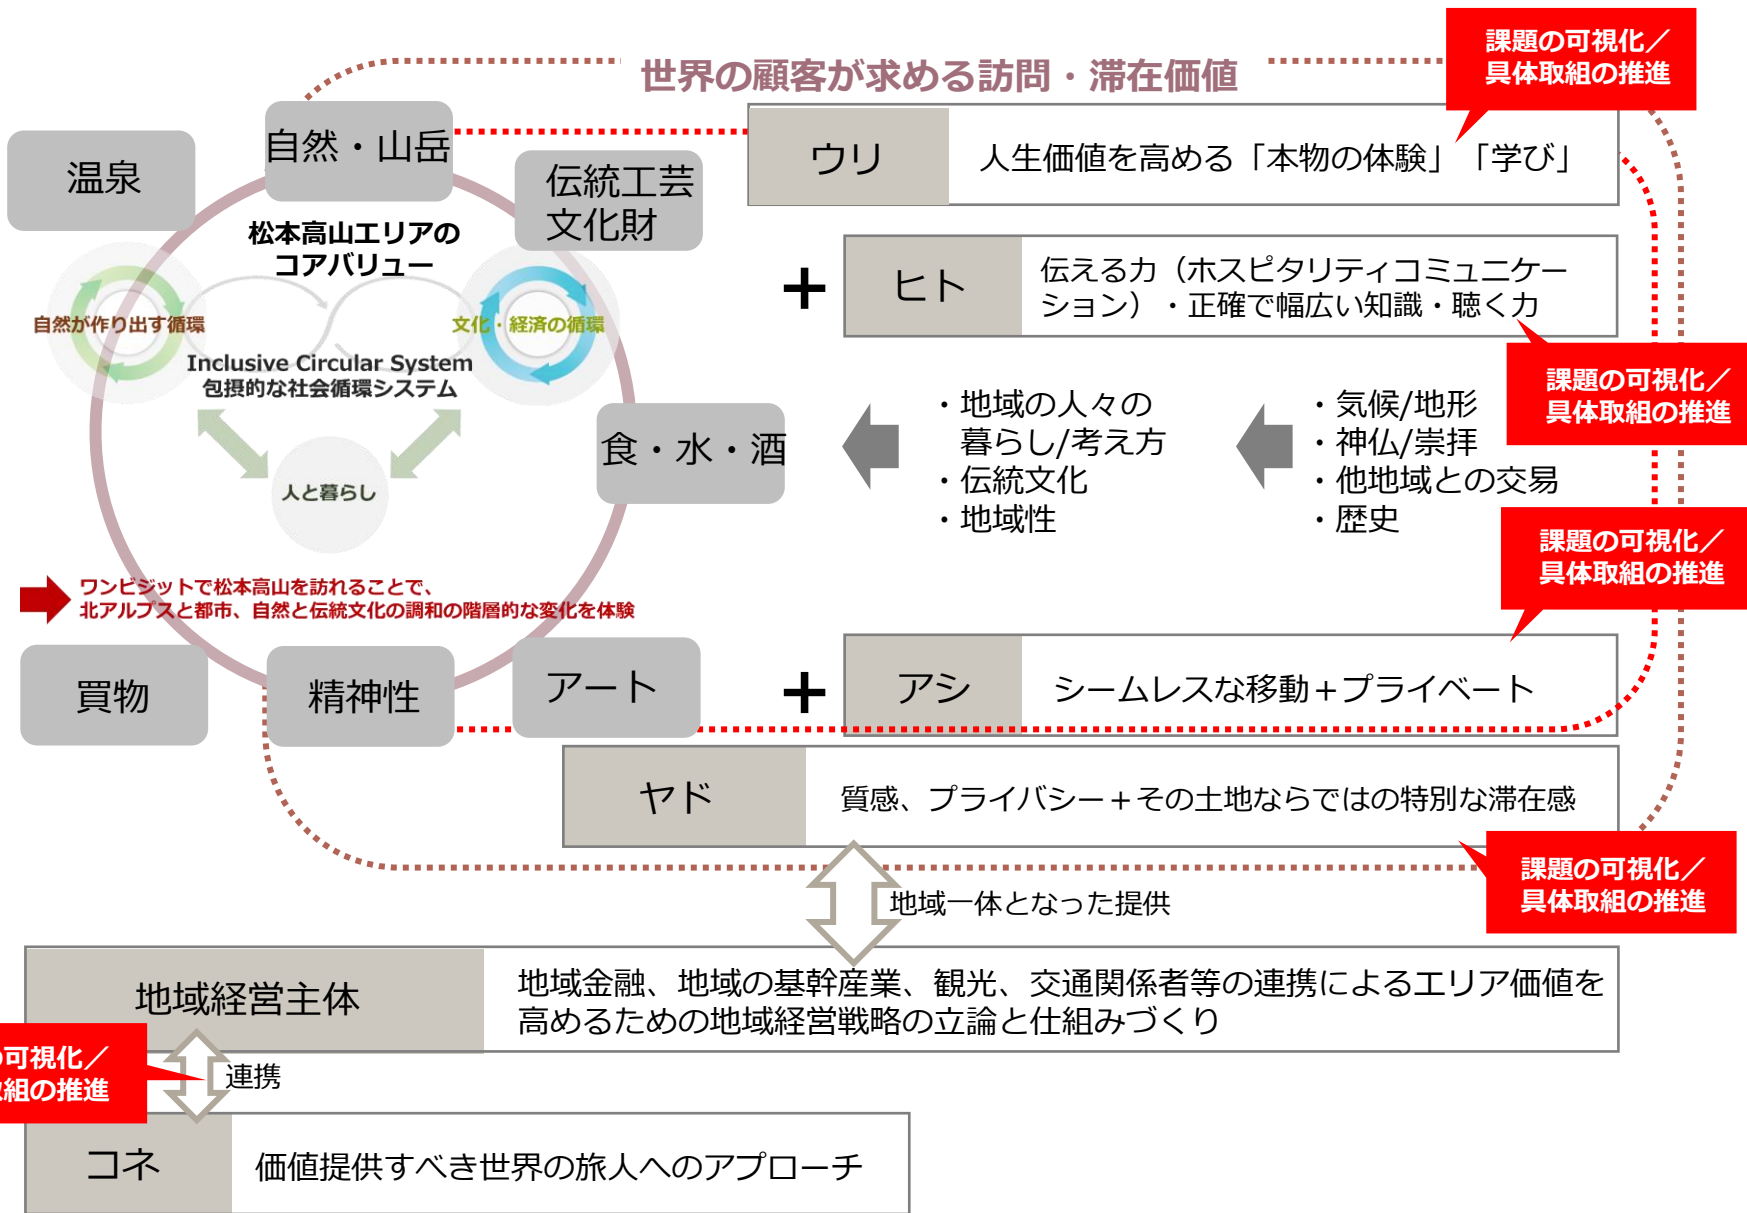 世界の顧客が求める訪問・滞在価値
課題の可視化／
具体取組の推進
自然・山岳
温泉
伝統工芸
文化財
ウリ
人生価値を高める「本物の体験」「学び」
松本高山エリアの
コアバリュー
自然が作り出す循環
文化・経済の循環
Inclusive Circular System
包摂的な社会循環システム
人と暮らし
＋
ヒト
伝える力（ホスピタリティコミュニケー
ション）・正確で幅広い知識・聴く力
課題の可視化／
具体取組の推進
食・水・酒
・地域の人々の
暮らし/考え方
・伝統文化
・地域性
・気候/地形
・神仏/崇拝
・他地域との交易
・歴史
課題の可視化／
具体取組の推進
ワンビジットで松本高山を訪れることで、
北アルプスと都市、自然と伝統文化の調和の階層的な変化を体験
買物
精神性
アート
＋
アシ
シームレスな移動＋プライベート
ヤド
質感、プライバシー＋その土地ならではの特別な滞在感
課題の可視化／
具体取組の推進
地域一体となった提供
地域経営主体
地域金融、地域の基幹産業、観光、交通関係者等の連携によるエリア価値を
高めるための地域経営戦略の立論と仕組みづくり
の可視化／
取組の推進
連携
コネ
価値提供すべき世界の旅人へのアプローチ